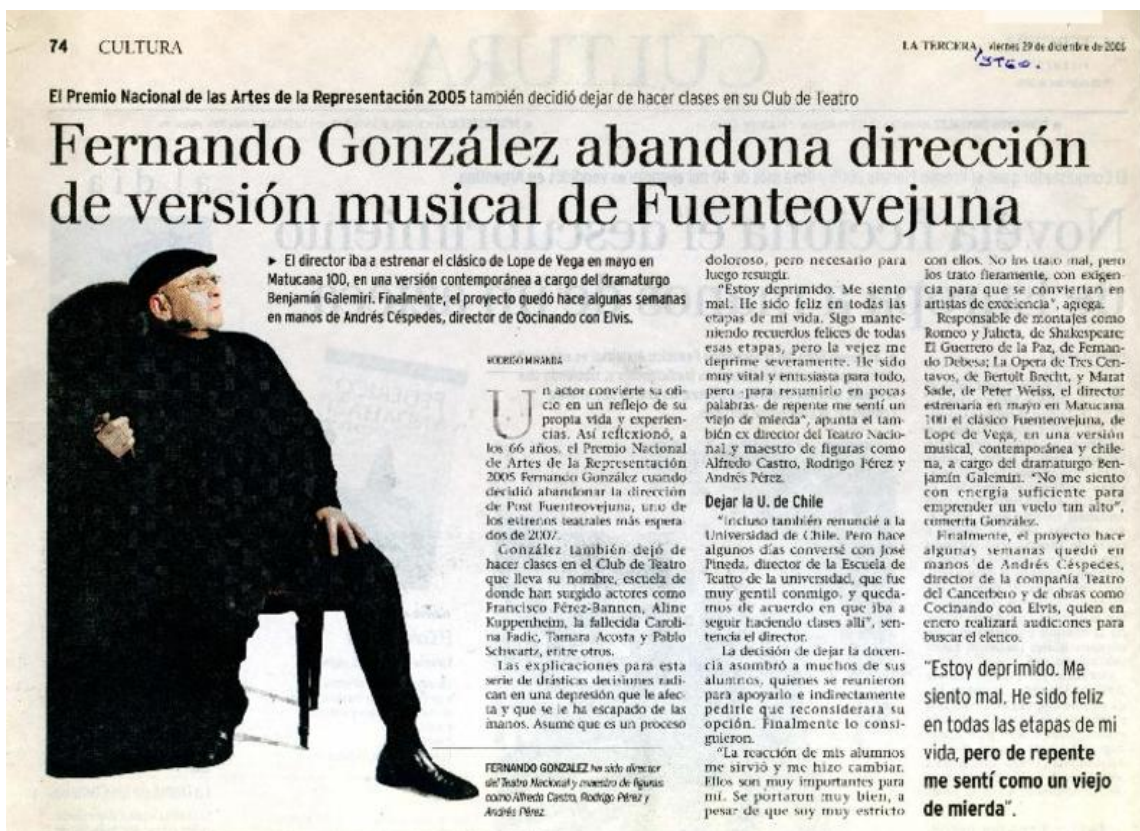 74 CULTURA
LA TERCERA, viernes 29 de diciembre de 2006
STGO.
El Premio Nacional de las Artes de la Representación 2005 también decidió dejar de hacer clases en su Club de Teatro
Fernando González abandona dirección
de versión musical de Fuenteovejuna
► El director iba a estrenar el clásico de Lope de Vega en mayo en
Matucana 100, en una versión contemporánea a cargo del dramaturgo
Benjamín Galemiri. Finalmente, el proyecto quedó hace algunas semanas
en manos de Andrés Céspedes, director de Cocinando con Elvis.
RODRIGO MIRANDA
Un actor convierte su ofi-
cio en un reflejo de su
propia vida y experien-
cias. Así reflexionó, a
los 66 años, el Premio Nacional
de Artes de la Representación
2005 Fernando González cuando
decidió abandonar la dirección
de Post Fuenteovejuna, uno de
los estrenos teatrales más espera-
dos de 2007.
González también dejó de
hacer clases en el Club de Teatro
que lleva su nombre, escuela de
donde han surgido actores como
Francisco Pérez-Bannen, Aline
Kuppenheim, la fallecida Caroli-
na Fadic, Tamara Acosta y Pablo
Schwartz, entre otros.
Las explicaciones para esta
serie de drásticas decisiones radi-
can en una depresión que le afec-
ta y que se le ha escapado de las
manos. Asume que es un proceso
FERNANDO GONZALEZ ha sido director
del Teatro Nacional y maestro de figuras
como Alfredo Castro, Rodrigo Pérez y
Andrés Pérez.
doloroso, pero necesario para
luego resurgir.
"Estoy deprimido. Me siento
mal. He sido feliz en todas las
etapas de mi vida. Sigo mante-
niendo recuerdos felices de todas
esas etapas, pero la vejez me
deprime severamente. He sido
muy vital y entusiasta para todo,
pero -para resumirlo en pocas
palabras- de repente me sentí un
viejo de mierda", apunta el tam-
bién ex director del Teatro Nacio-
nal y maestro de figuras como
Alfredo Castro, Rodrigo Pérez y
Andrés Pérez.
Dejar la U. de Chile
"Incluso también renuncié a la
Universidad de Chile. Pero hace
algunos días conversé con José
Pineda, director de la Escuela de
Teatro de la universidad, que fue
muy gentil conmigo, y queda-
mos de acuerdo en que iba a
seguir haciendo clases allí", sen-
tencia el director.
La decisión de dejar la docen-
cia asombró a muchos de sus
alumnos, quienes se reunieron
para apoyarlo e indirectamente
pedirle que reconsiderara su
opción. Finalmente lo consi-
guieron.
"La reacción de mis alumnos
me sirvió y me hizo cambiar.
Ellos son muy importantes para
mí. Se portaron muy bien, a
pesar de que soy muy estricto
con ellos. No los trato mal, pero
los trato fieramente, con exigen-
cia para que se conviertan en
artistas de excelencia", agrega.
Responsable de montajes como
Romeo y Julieta, de Shakespeare;
El Guerrero de la Paz, de Fernan-
do Debesa; La Opera de Tres Cen-
tavos, de Bertolt Brecht, y Marat
Sade, de Peter Weiss, el director
estrenaría en mayo en Matucana
100 el clásico Fuenteovejuna, de
Lope de Vega, en una versión
musical, contemporánea y chile-
na, a cargo del dramaturgo Ben-
jamín Galemiri. "No me siento
con energía suficiente para
emprender un vuelo tan alto",
comenta González.
Finalmente, el proyecto hace
algunas semanas quedó en
manos de Andrés Céspedes,
director de la compañía Teatro
del Cancerbero y de obras como
Cocinando con Elvis, quien en
enero realizará audiciones para
buscar el elenco.
"Estoy deprimido. Me
siento mal. He sido feliz
en todas las etapas de mi
vida, pero de repente
me sentí como un viejo
de mierda".